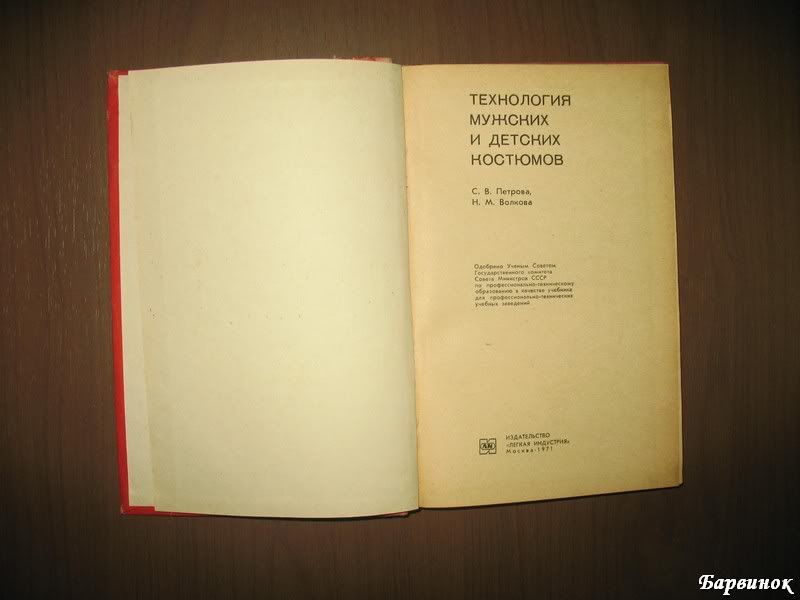 ТЕХНОЛОГИЯ
МУЖСКИХ
И ДЕТСКИХ
КОСТЮМОВ
С. В. Петрова,
Н. М. Волкова
Одобрено Ученым Советом
Государственного комитета
Совета Министров СССР
по профессионально-техническому
образованию в качестве учебника
для профессионально-технических
учебных заведений
ИЗДАТЕЛЬСТВО
«ЛЕГКАЯ ИНДУСТРИЯ»
Москва-1971
Барвинок